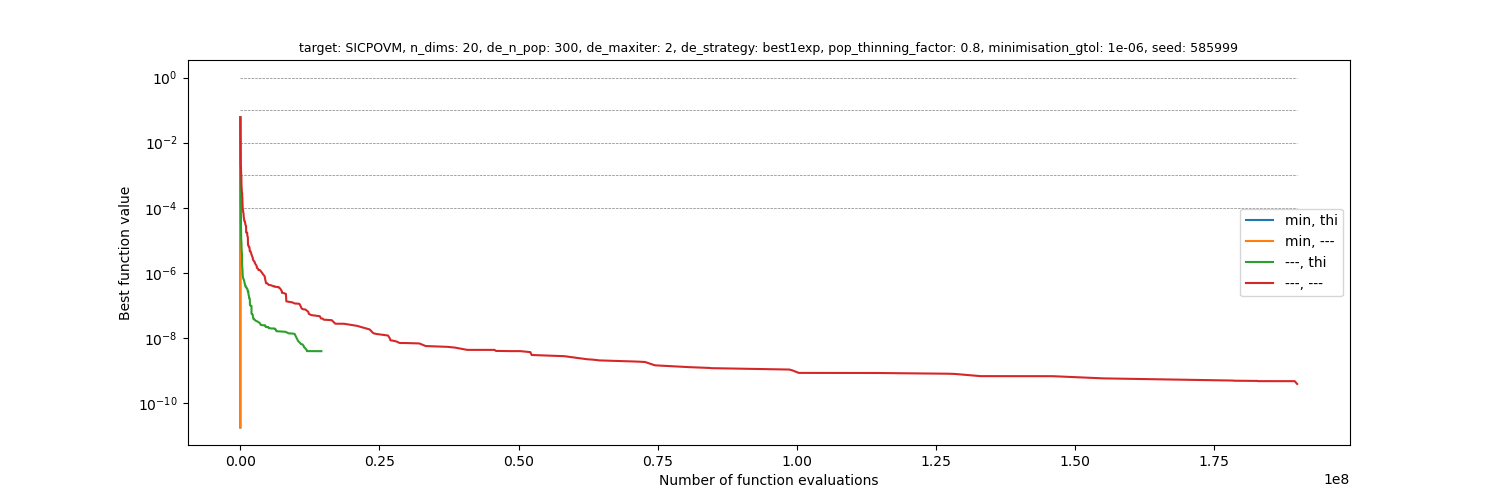 target: SICPOVM, n_dims: 20, de_n_pop: 300, de_maxiter: 2, de_strategy: best1exp, pop_thinning_factor: 0.8, minimisation_gtol: 1e-06, seed: 585999
Best function value
10⁰
10⁻²
10⁻⁴
10⁻⁶
10⁻⁸
10⁻¹⁰
min, thi
min, ---
---, thi
---, ---
0.00 0.25 0.50 0.75 1.00 1.25 1.50 1.75
1e8
Number of function evaluations